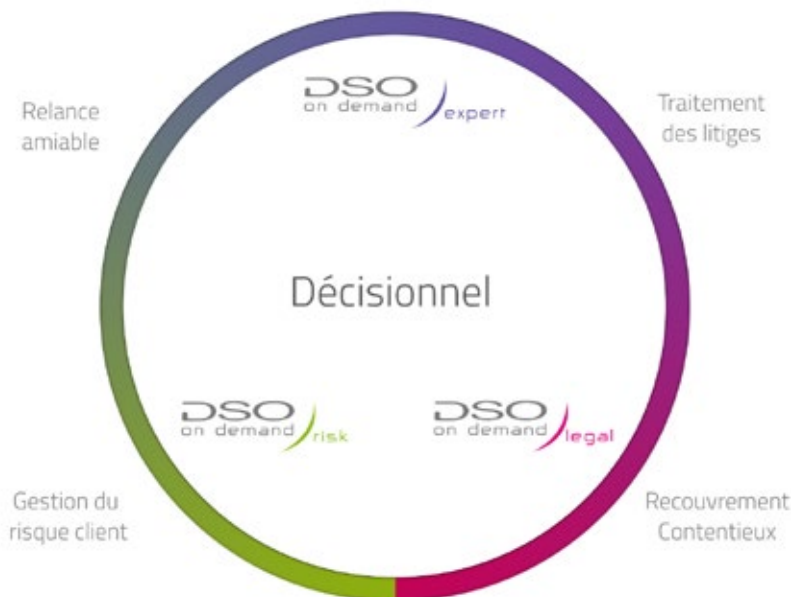 DSO
on demand
expert
Relance
amiable
Traitement
des litiges
Décisionnel
DSO
on demand
risk
DSO
on demand
legal
Gestion du
risque client
Recouvrement
Contentieux